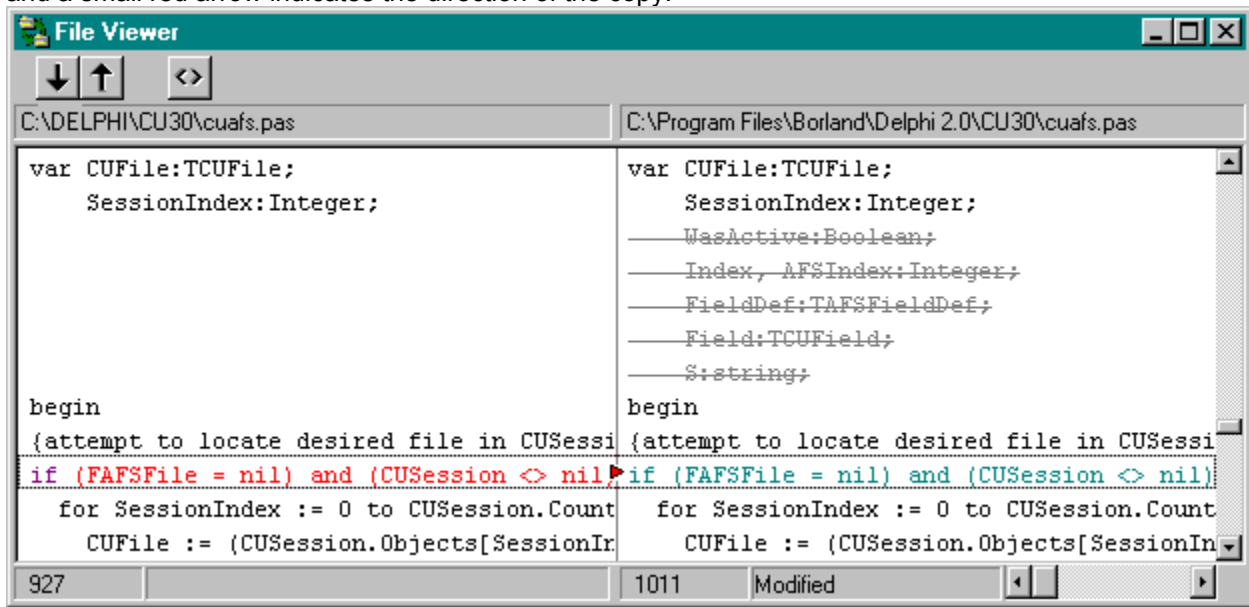 and a small red arrow indicates the direction of the copy.
File Viewer
<>
C:\DELPHI\CU30\cuafs.pas
C:\Program Files\Borland\Delphi 2.0\CU30\cuafs.pas
var CUFile:TCUFile;
SessionIndex:Integer;
begin
{attempt to locate desired file in CUSessi
if (FAFSFile = nil) and (CUSession <> nil)
for SessionIndex := 0 to CUSession.Count
CUFile := (CUSession.Objects[SessionIn
var CUFile:TCUFile;
SessionIndex:Integer;
WasActive:Boolean;
Index, AFSIndex:Integer;
FieldDef:TAFSFieldDef;
Field:TCUField;
S:string;
begin
{attempt to locate desired file in CUSessi
if (FAFSFile = nil) and (CUSession <> nil)
for SessionIndex := 0 to CUSession.Count
CUFile := (CUSession.Objects[SessionIn
927
1011
Modified